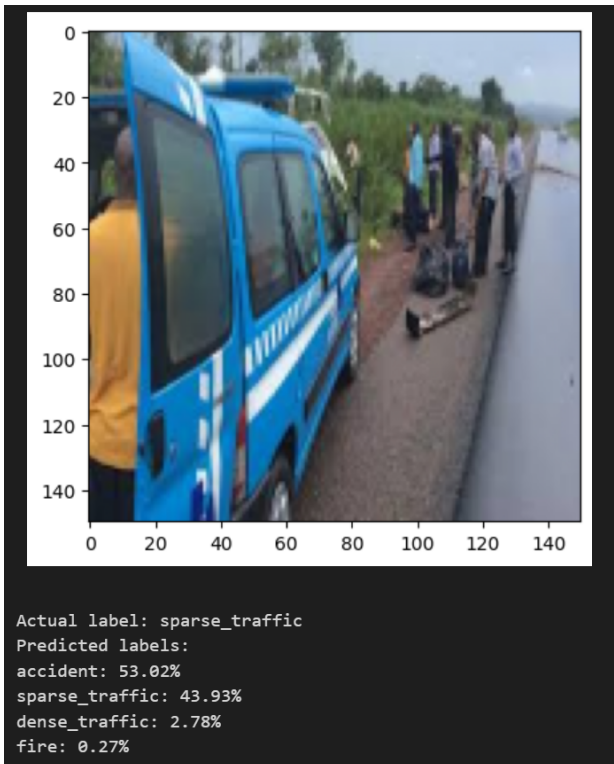 0
20
40
60
80
100
120
140
0 20 40 60 80 100 120 140
Actual label: sparse_traffic
Predicted labels:
accident: 53.02%
sparse_traffic: 43.93%
dense_traffic: 2.78%
fire: 0.27%